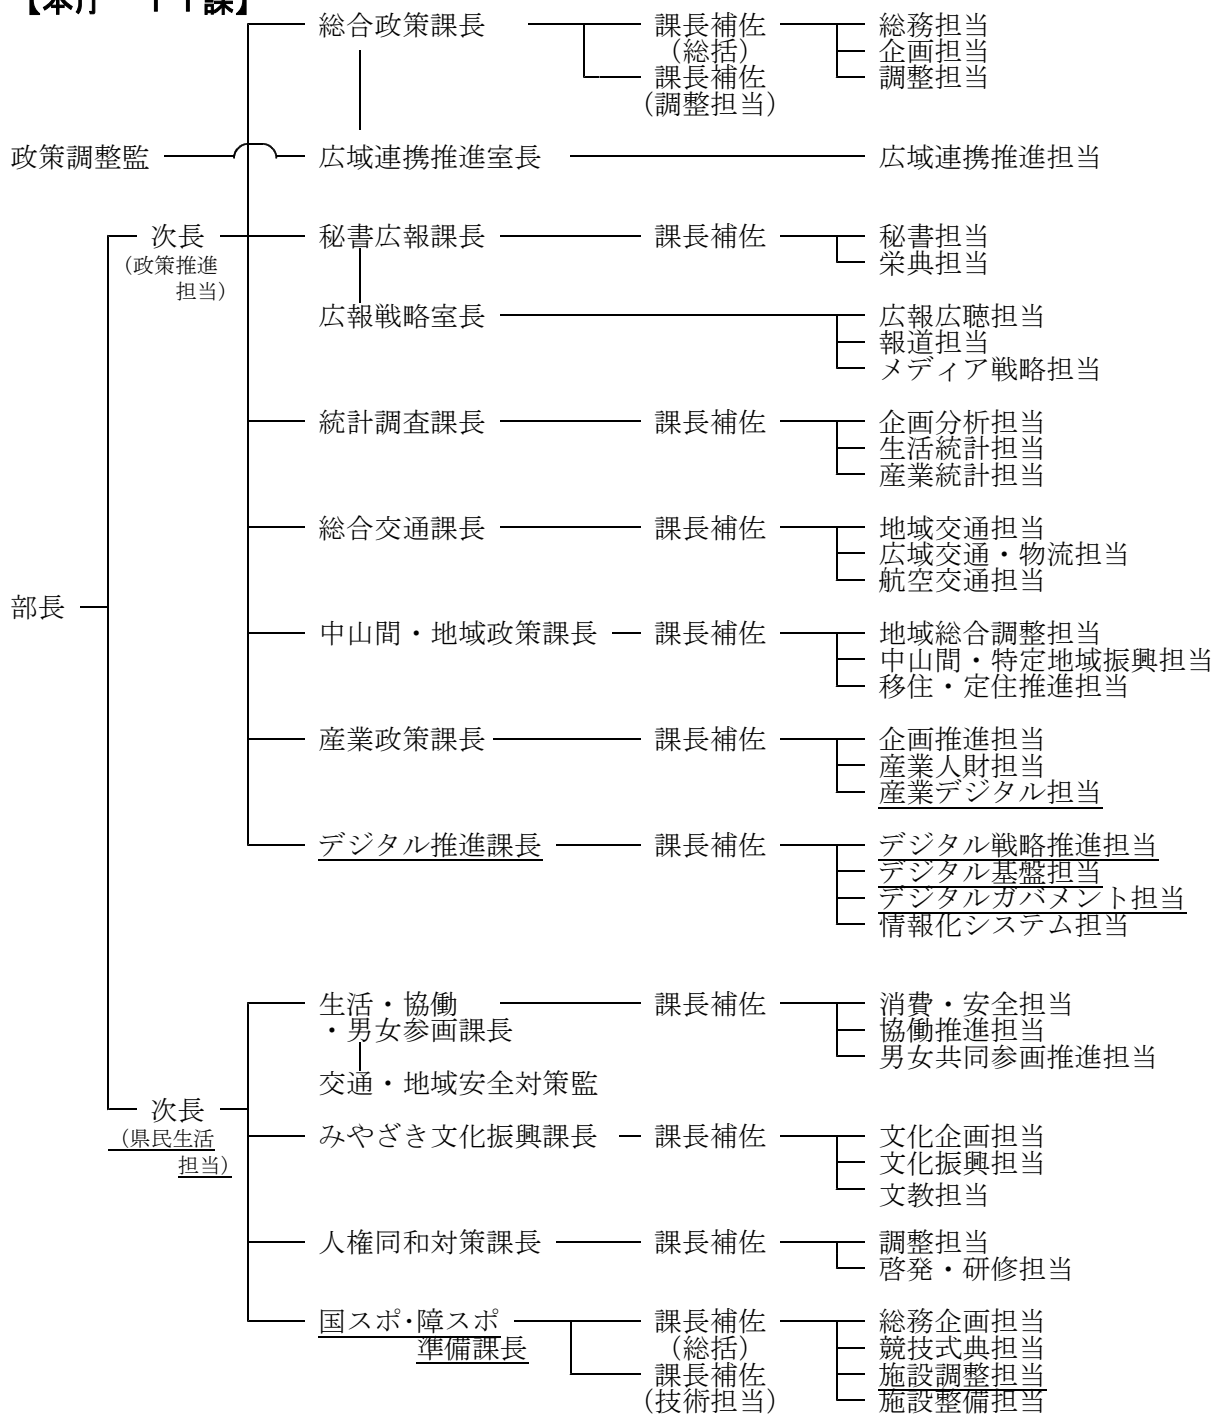 【本庁 11課】
総合政策課長 課長補佐 総務担当
(総括) 企画担当
課長補佐 調整担当
(調整担当)
政策調整監 広域連携推進室長 広域連携推進担当
次長 秘書広報課長 課長補佐 秘書担当
(政策推進 栄典担当
担当)
広報戦略室長 広報広聴担当
報道担当
メディア戦略担当
統計調査課長 課長補佐 企画分析担当
生活統計担当
産業統計担当
総合交通課長 課長補佐 地域交通担当
広域交通・物流担当
航空交通担当
部長 中山間・地域政策課長 課長補佐 地域総合調整担当
中山間・特定地域振興担当
移住・定住推進担当
産業政策課長 課長補佐 企画推進担当
産業人財担当
産業デジタル担当
デジタル推進課長 課長補佐 デジタル戦略推進担当
デジタル基盤担当
デジタルガバメント担当
情報化システム担当
生活・協働 課長補佐 消費・安全担当
・男女参画課長 協働推進担当
男女共同参画推進担当
交通・地域安全対策監
次長
(県民生活 みやざき文化振興課長 課長補佐 文化企画担当
担当) 文化振興担当
文教担当
人権同和対策課長 課長補佐 調整担当
啓発・研修担当
国スポ・障スポ 課長補佐 総務企画担当
準備課長 (総括) 競技式典担当
課長補佐 施設調整担当
(技術担当) 施設整備担当